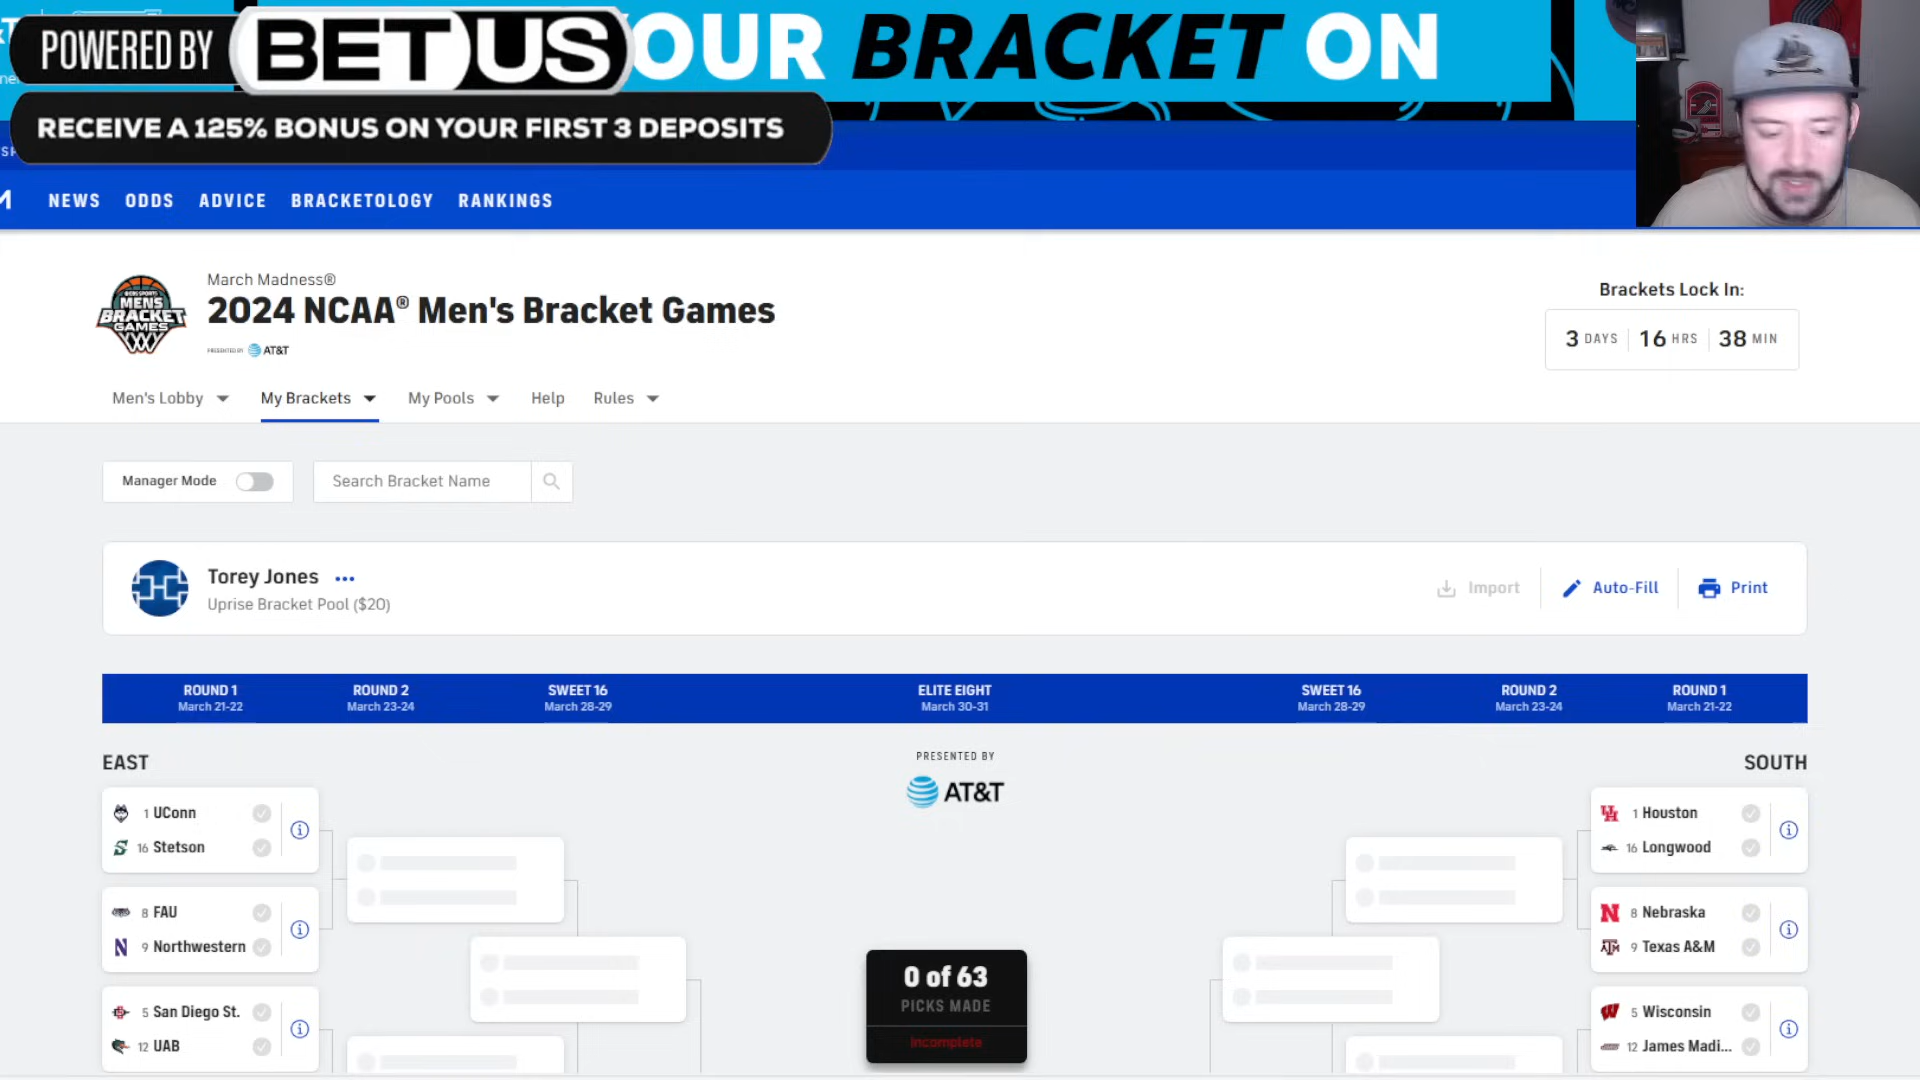 POWERED BY BETUS
OUR BRACKET ON
RECEIVE A 125% BONUS ON YOUR FIRST 3 DEPOSITS
NEWS ODDS ADVICE BRACKETOLOGY RANKINGS
March Madness®
2024 NCAA® Men's Bracket Games
PRESENTED BY AT&T
CBS SPORTS
MENS
BRACKET
GAMES
Brackets Lock In:
3 DAYS 16 HRS 38 MIN
Men's Lobby My Brackets My Pools Help Rules
Manager Mode
Search Bracket Name
Torey Jones ...
Uprise Bracket Pool ($20)
Import Auto-Fill Print
ROUND 1 ROUND 2 SWEET 16 ELITE EIGHT SWEET 16 ROUND 2 ROUND 1
March 21-22 March 23-24 March 28-29 March 30-31 March 28-29 March 23-24 March 21-22
EAST
1 UConn
16 Stetson
8 FAU
9 Northwestern
5 San Diego St.
12 UAB
PRESENTED BY
AT&T
0 of 63
PICKS MADE
Incomplete
SOUTH
1 Houston
16 Longwood
8 Nebraska
9 Texas A&M
5 Wisconsin
12 James Madi...